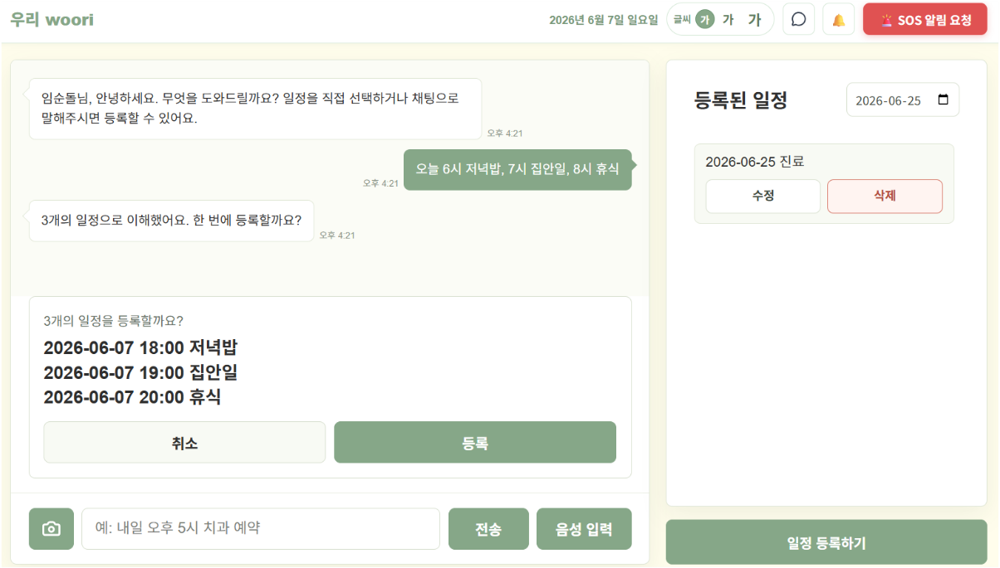 우리 woori
2026년 6월 7일 일요일
글씨 가 가 가
SOS 알림 요청
임순돌님, 안녕하세요. 무엇을 도와드릴까요? 일정을 직접 선택하거나 채팅으로
말해주시면 등록할 수 있어요.
오후 4:21
오늘 6시 저녁밥, 7시 집안일, 8시 휴식
오후 4:21
3개의 일정으로 이해했어요. 한 번에 등록할까요?
오후 4:21
3개의 일정을 등록할까요?
2026-06-07 18:00 저녁밥
2026-06-07 19:00 집안일
2026-06-07 20:00 휴식
취소
등록
예: 내일 오후 5시 치과 예약
전송
음성 입력
등록된 일정
2026-06-25
2026-06-25 진료
수정
삭제
일정 등록하기